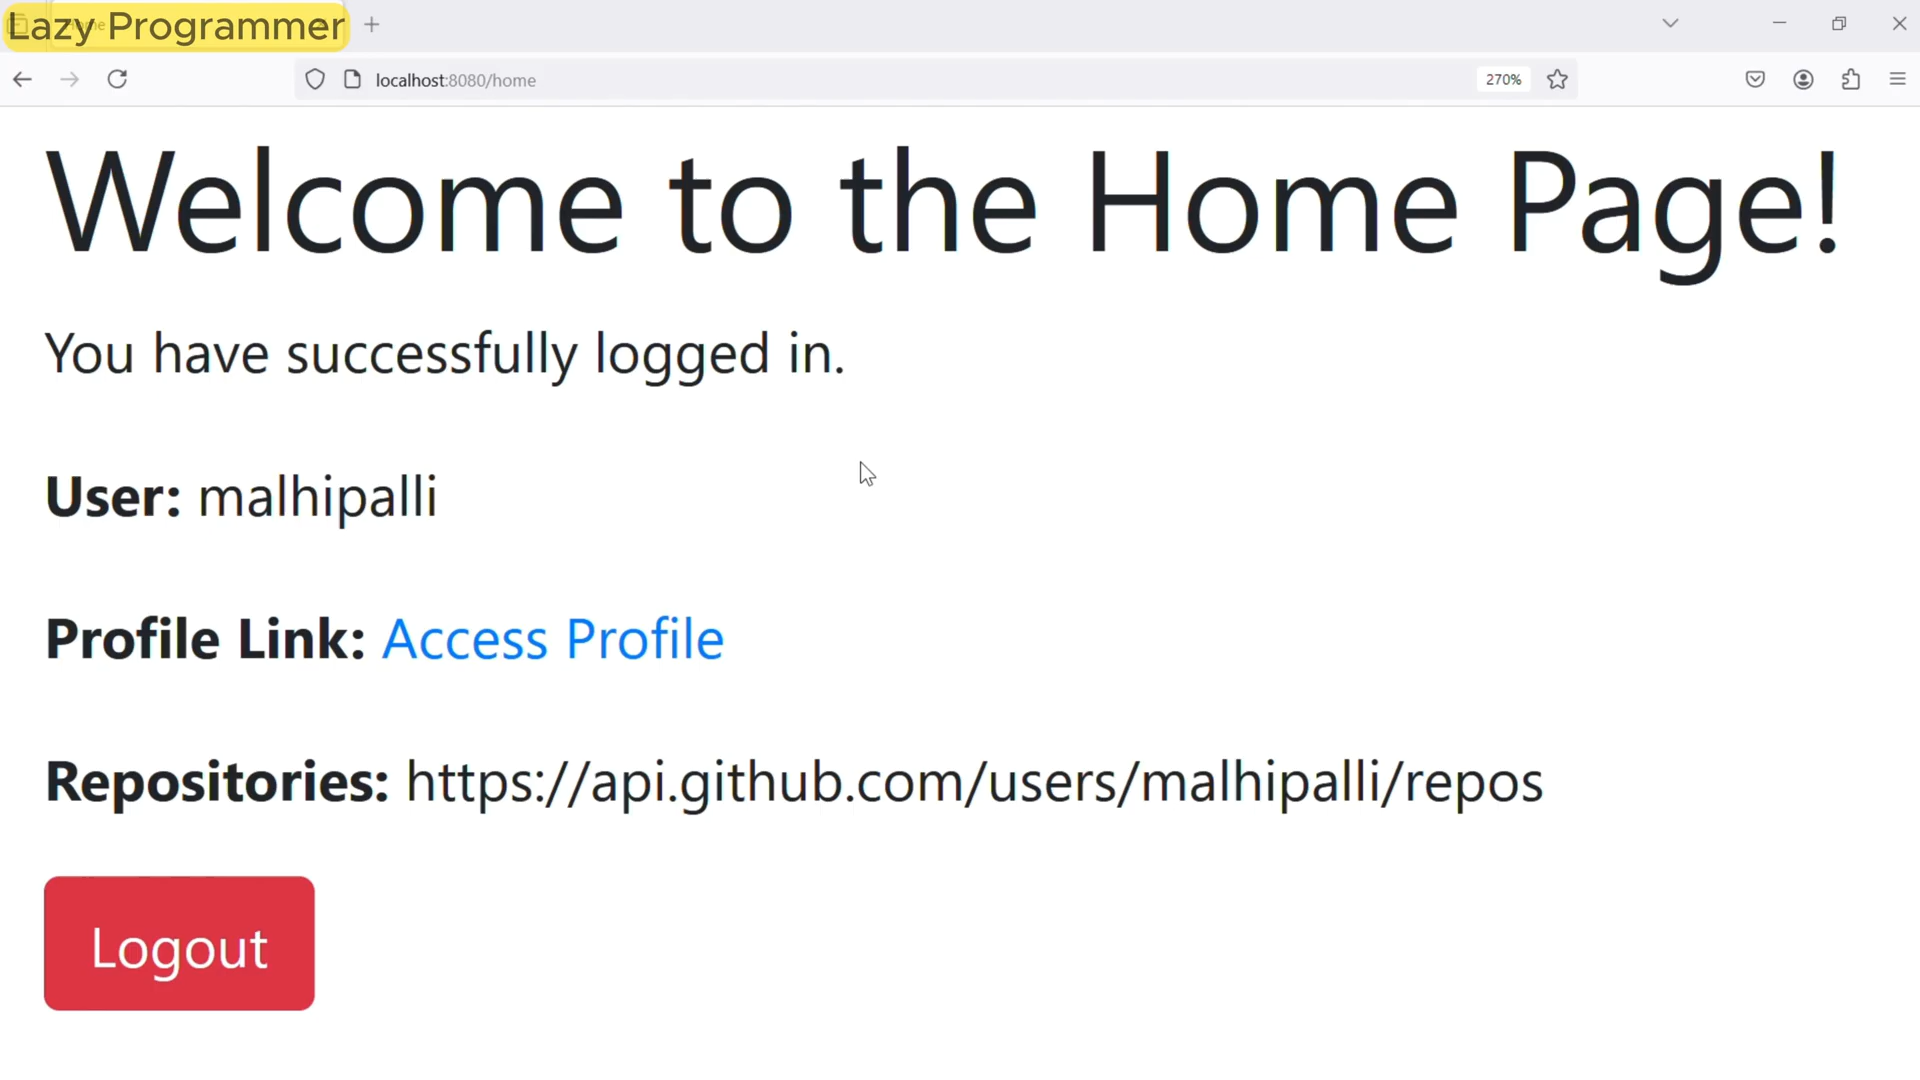 Lazy Programmer
localhost:8080/home
270%
Welcome to the Home Page!
You have successfully logged in.
User: malhipalli
Profile Link: Access Profile
Repositories: https://api.github.com/users/malhipalli/repos
Logout